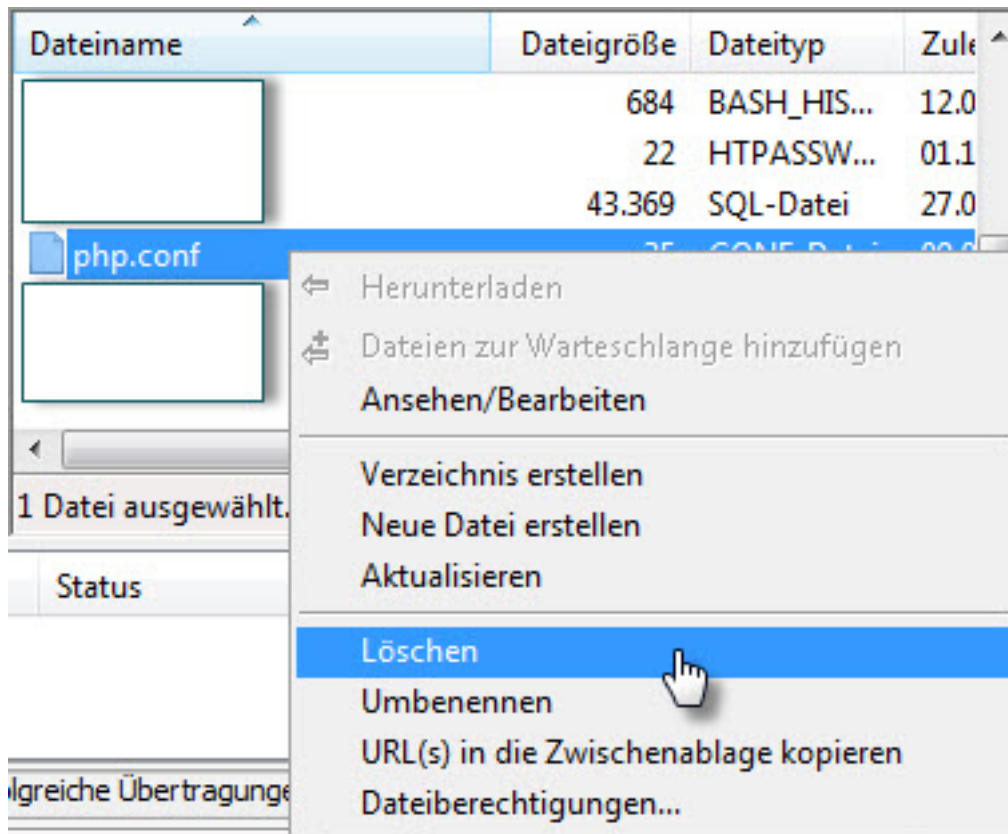 Dateiname Dateigröße Dateityp Zule
684 BASH_HIS... 12.0
22 HTPASSW... 01.1
43.369 SQL-Datei 27.0
php.conf
Herunterladen
Dateien zur Warteschlange hinzufügen
Ansehen/Bearbeiten
Verzeichnis erstellen
1 Datei ausgewählt.
Neue Datei erstellen
Aktualisieren
Status
Löschen
Umbenennen
URL(s) in die Zwischenablage kopieren
lgreiche Übertragunge
Dateiberechtigungen...